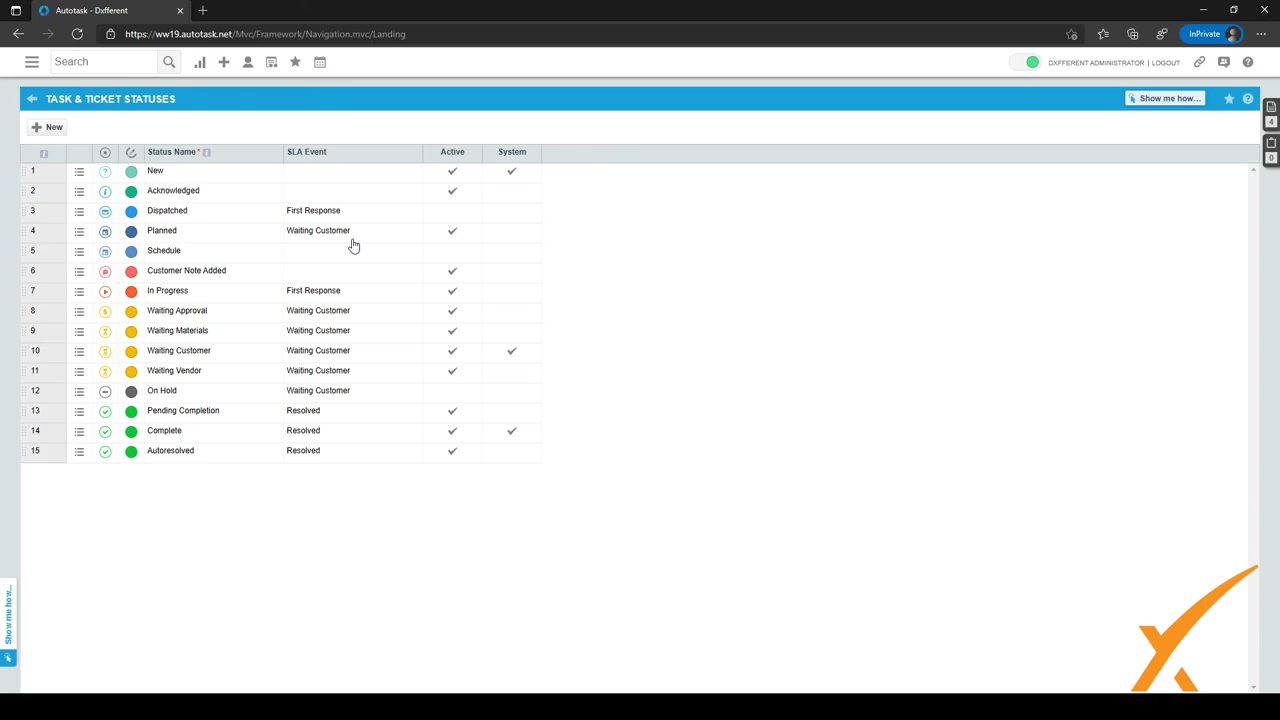 Autotask - Dxfferent
https://ww19.autotask.net/Mvc/Framework/Navigation.mvc/Landing
InPrivate
Search
DXFFERENT ADMINISTRATOR | LOGOUT
TASK & TICKET STATUSES
Show me how...
4
0
New
Status Name* SLA Event Active System
1 New
2 Acknowledged
3 Dispatched First Response
4 Planned Waiting Customer
5 Schedule
6 Customer Note Added
7 In Progress First Response
8 Waiting Approval Waiting Customer
9 Waiting Materials Waiting Customer
10 Waiting Customer Waiting Customer
11 Waiting Vendor Waiting Customer
12 On Hold Waiting Customer
13 Pending Completion Resolved
14 Complete Resolved
15 Autoresolved Resolved
Show me how...